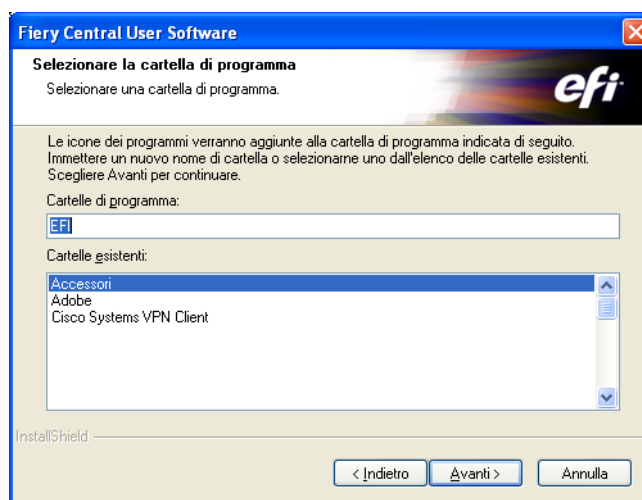 Fiery Central User Software
Selezionare la cartella di programma
Selezionare una cartella di programma.
efi
Le icone dei programmi verranno aggiunte alla cartella di programma indicata di seguito.
Immettere un nuovo nome di cartella o selezionarne uno dall'elenco delle cartelle esistenti.
Scegliere Avanti per continuare.
Cartelle di programma:
EFI
Cartelle esistenti:
Accessori
Adobe
Cisco Systems VPN Client
InstallShield
< Indietro
Avanti >
Annulla